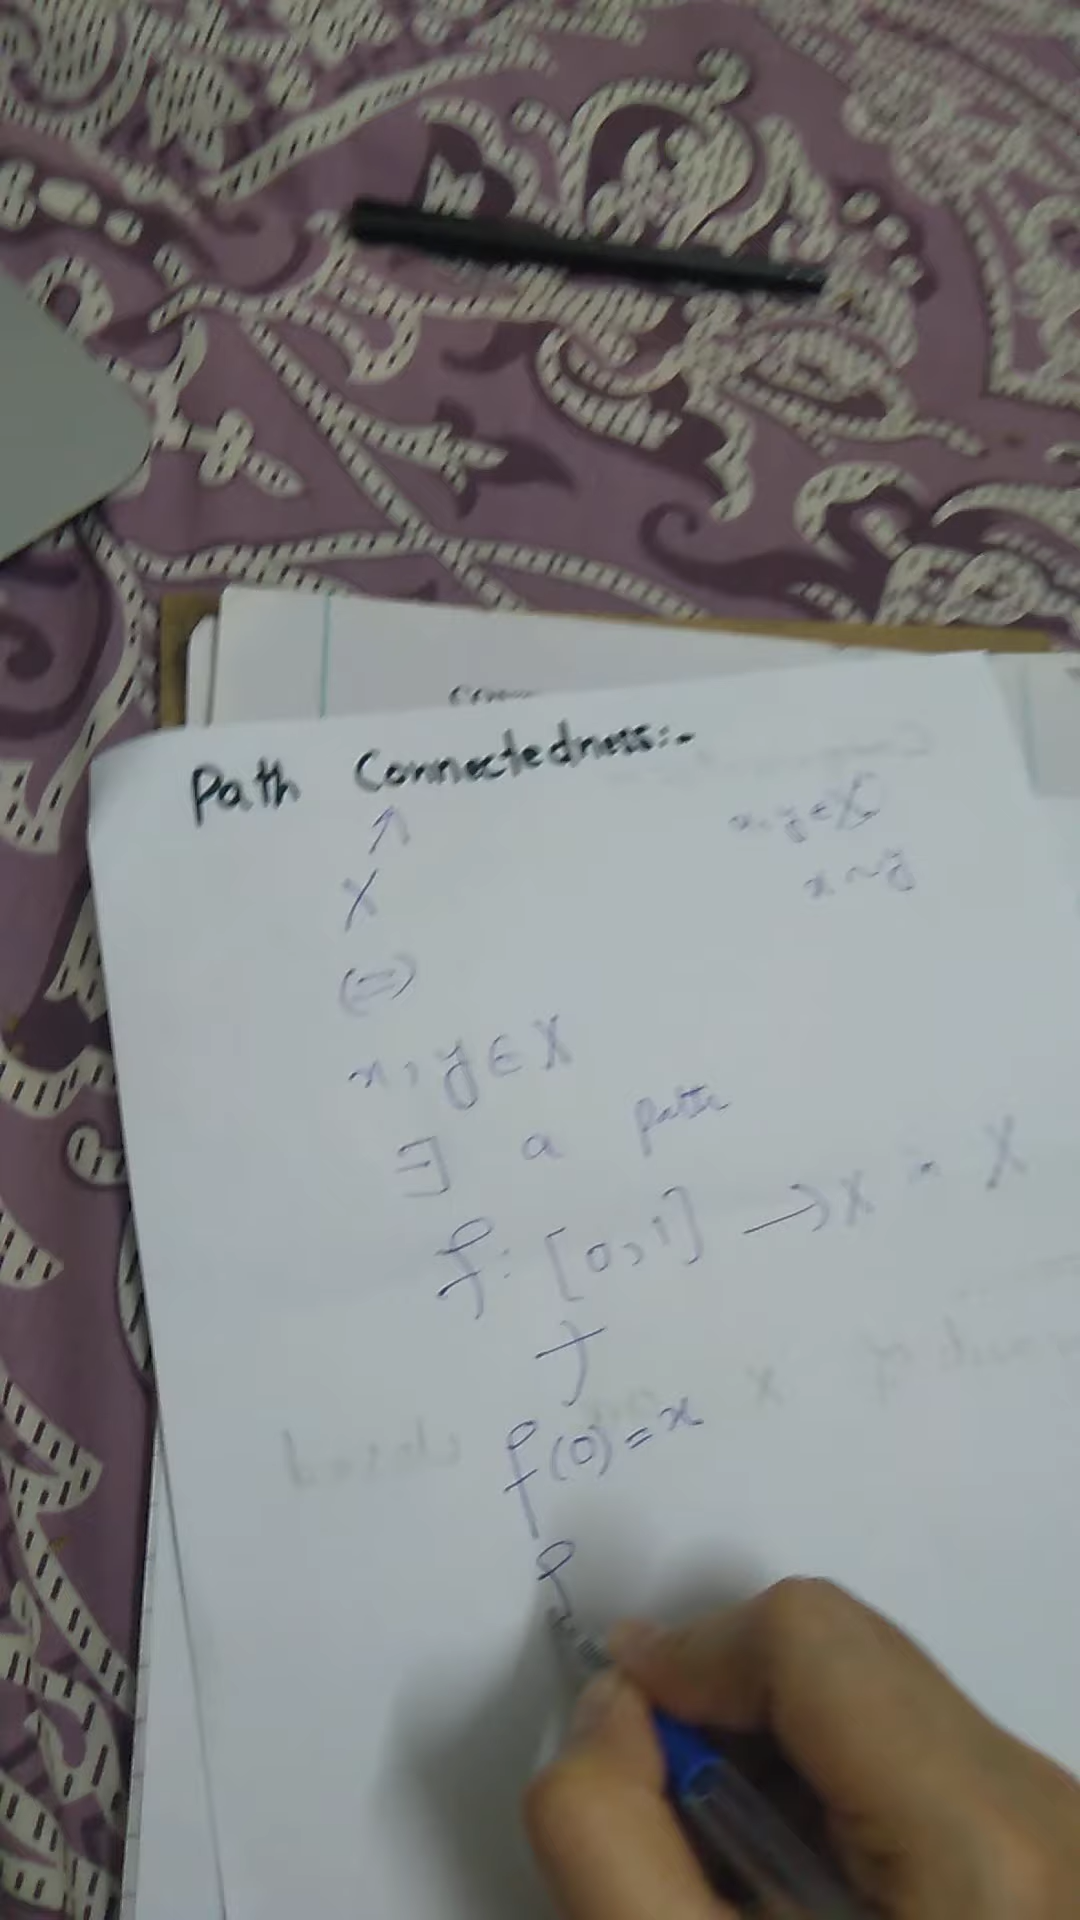 Path Connectedness:-
x, y ∈ X
x ~ y
X
⇔
x, y ∈ X
∃ a path
f: [0, 1] → X in X
f(0) = x
f